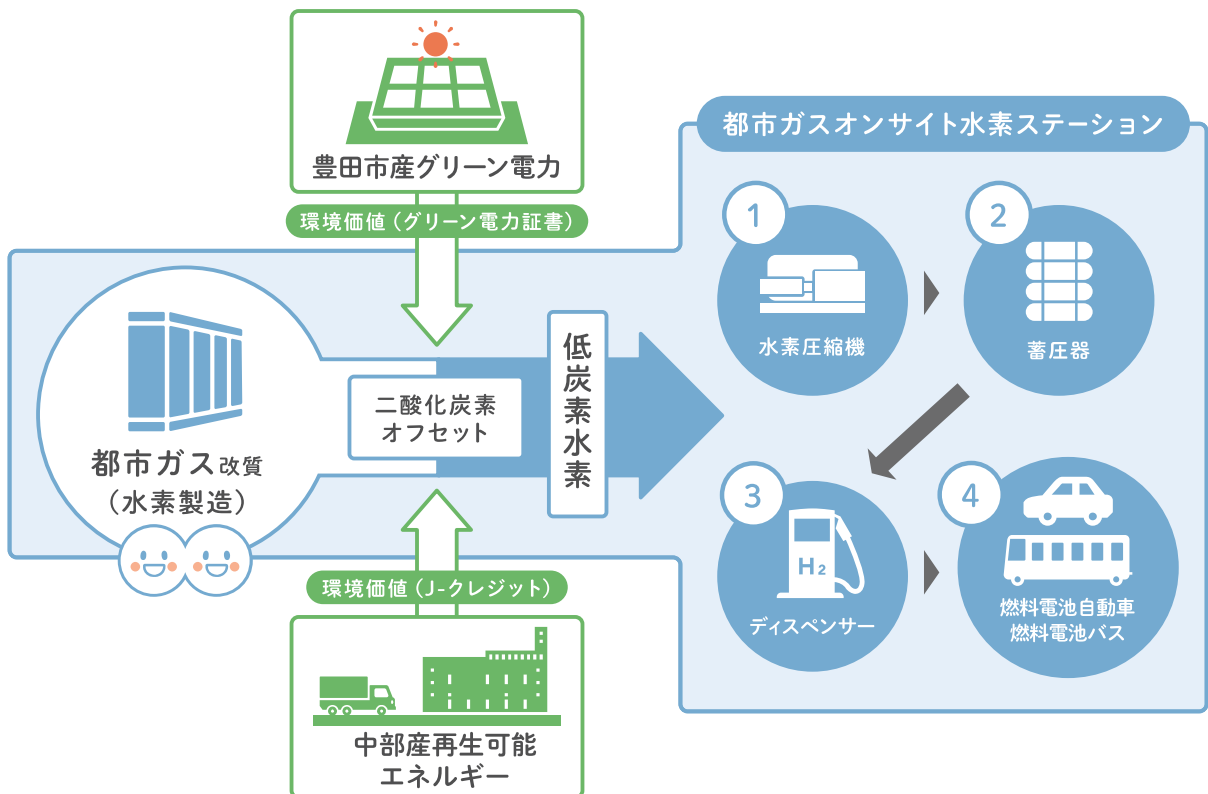 豊田市産グリーン電力
環境価値（グリーン電力証書）
都市ガス改質
（水素製造）
二酸化炭素
オフセット
低炭素水素
環境価値（J-クレジット）
中部産再生可能
エネルギー
都市ガスオンサイト水素ステーション
1
水素圧縮機
2
蓄圧器
3
H2
ディスペンサー
4
燃料電池自動車
燃料電池バス